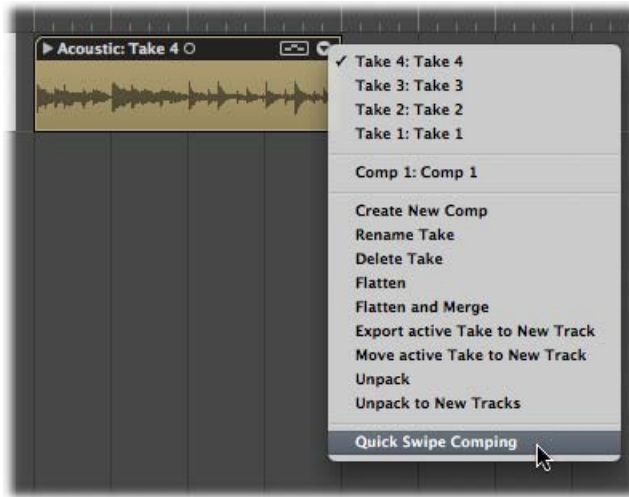 Acoustic: Take 4
✓ Take 4: Take 4
Take 3: Take 3
Take 2: Take 2
Take 1: Take 1
Comp 1: Comp 1
Create New Comp
Rename Take
Delete Take
Flatten
Flatten and Merge
Export active Take to New Track
Move active Take to New Track
Unpack
Unpack to New Tracks
Quick Swipe Comping